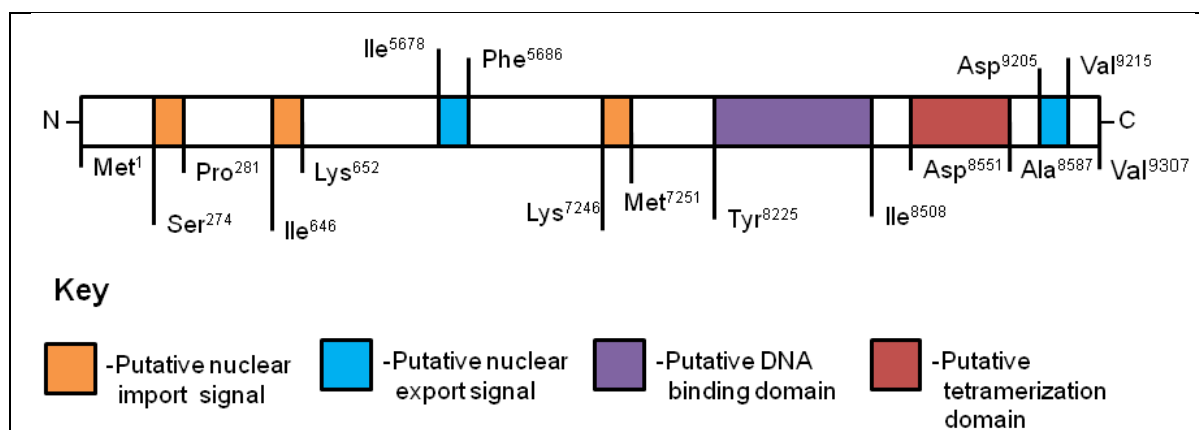 Ile5678
Phe5686
Asp9205
Val9215
N
C
Met1
Pro281
Lys652
Asp8551
Ala8587
Val9307
Ser274
Ile646
Lys7246
Met7251
Tyr8225
Ile8508
Key
-Putative nuclear
import signal
-Putative nuclear
export signal
-Putative DNA
binding domain
-Putative
tetramerization
domain